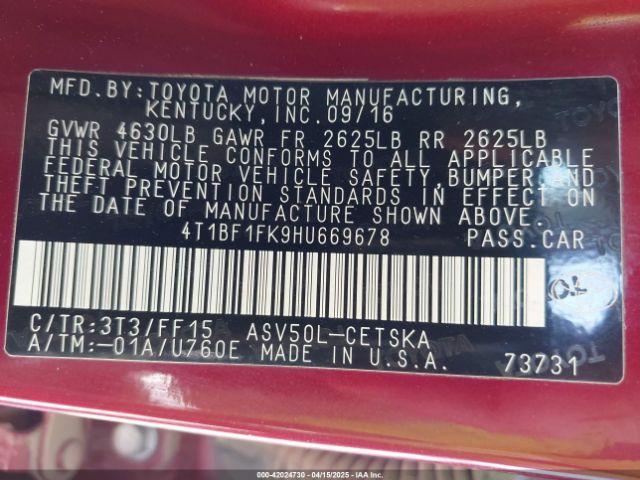 MFD.BY:TOYOTA MOTOR MANUFACTURING,
KENTUCKY,INC.09/16
GVWR 4630LB GAWR FR 2625LB RR 2625LB
THIS VEHICLE CONFORMS TO ALL APPLICABLE
FEDERAL MOTOR VEHICLE SAFETY,BUMPER,AND
THEFT PREVENTION STANDARDS IN EFFECT ON
THE DATE OF MANUFACTURE SHOWN ABOVE.
4T1BF1FK9HU669678 PASS.CAR
C/TR:3T3/FF15 ASV50L-CETSKA
A/TM:-01A/U760E MADE IN U.S.A.
73731
000-42024730 - 04/15/2025 - IAA Inc.